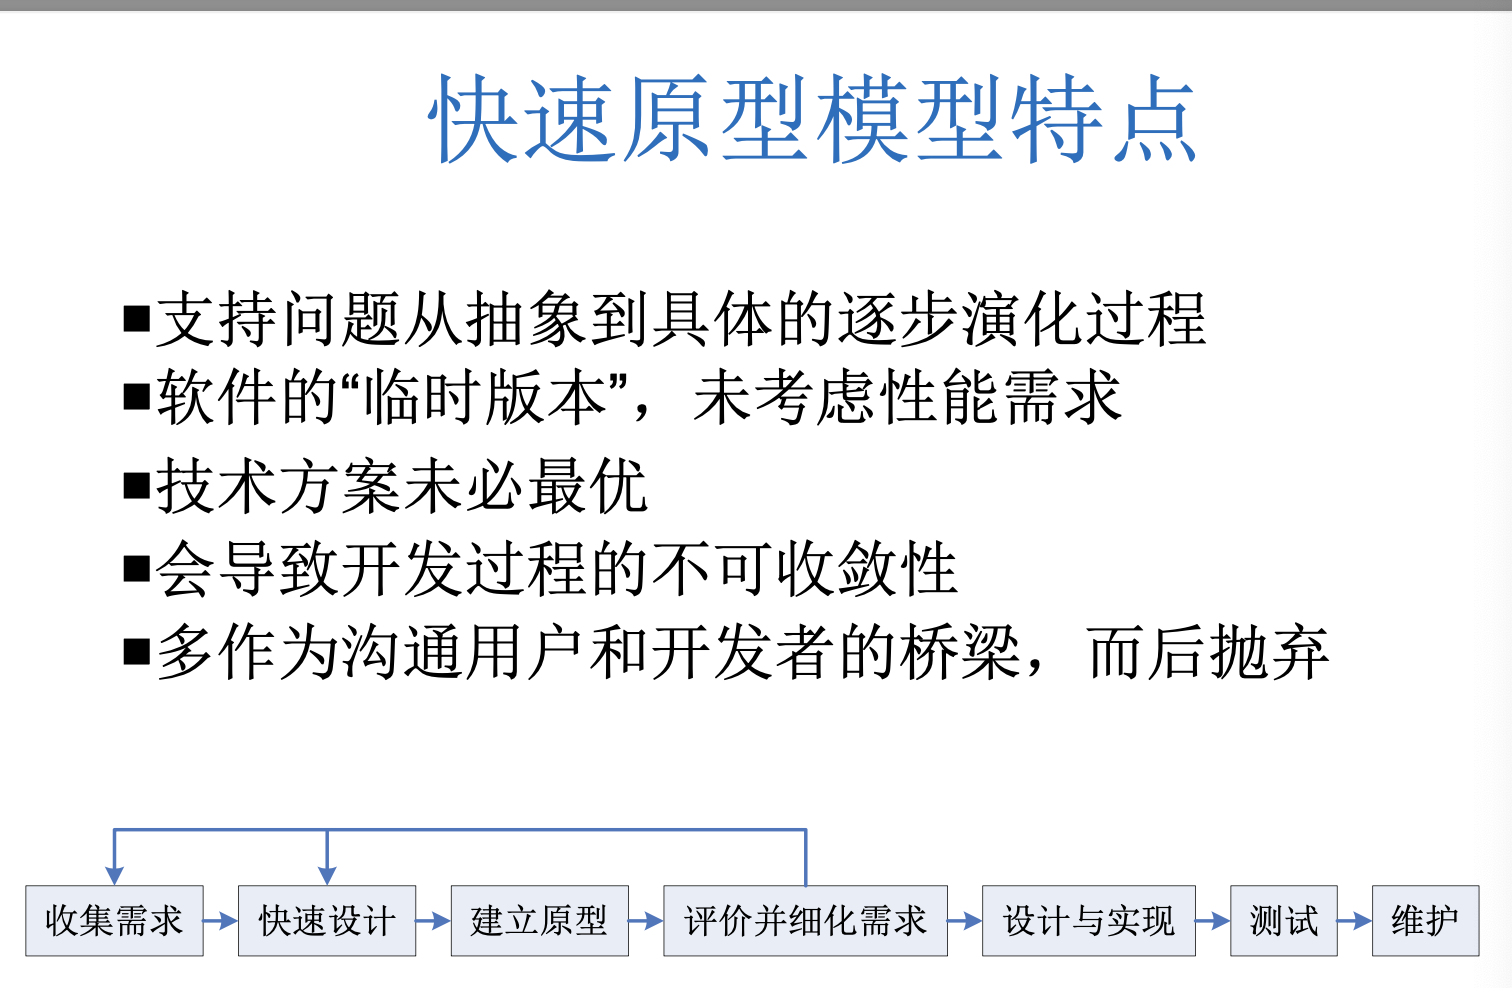 快速原型模型特点
■支持问题从抽象到具体的逐步演化过程
■软件的“临时版本”，未考虑性能需求
■技术方案未必最优
■会导致开发过程的不可收敛性
■多作为沟通用户和开发者的桥梁，而后抛弃
收集需求
快速设计
建立原型
评价并细化需求
设计与实现
测试
维护